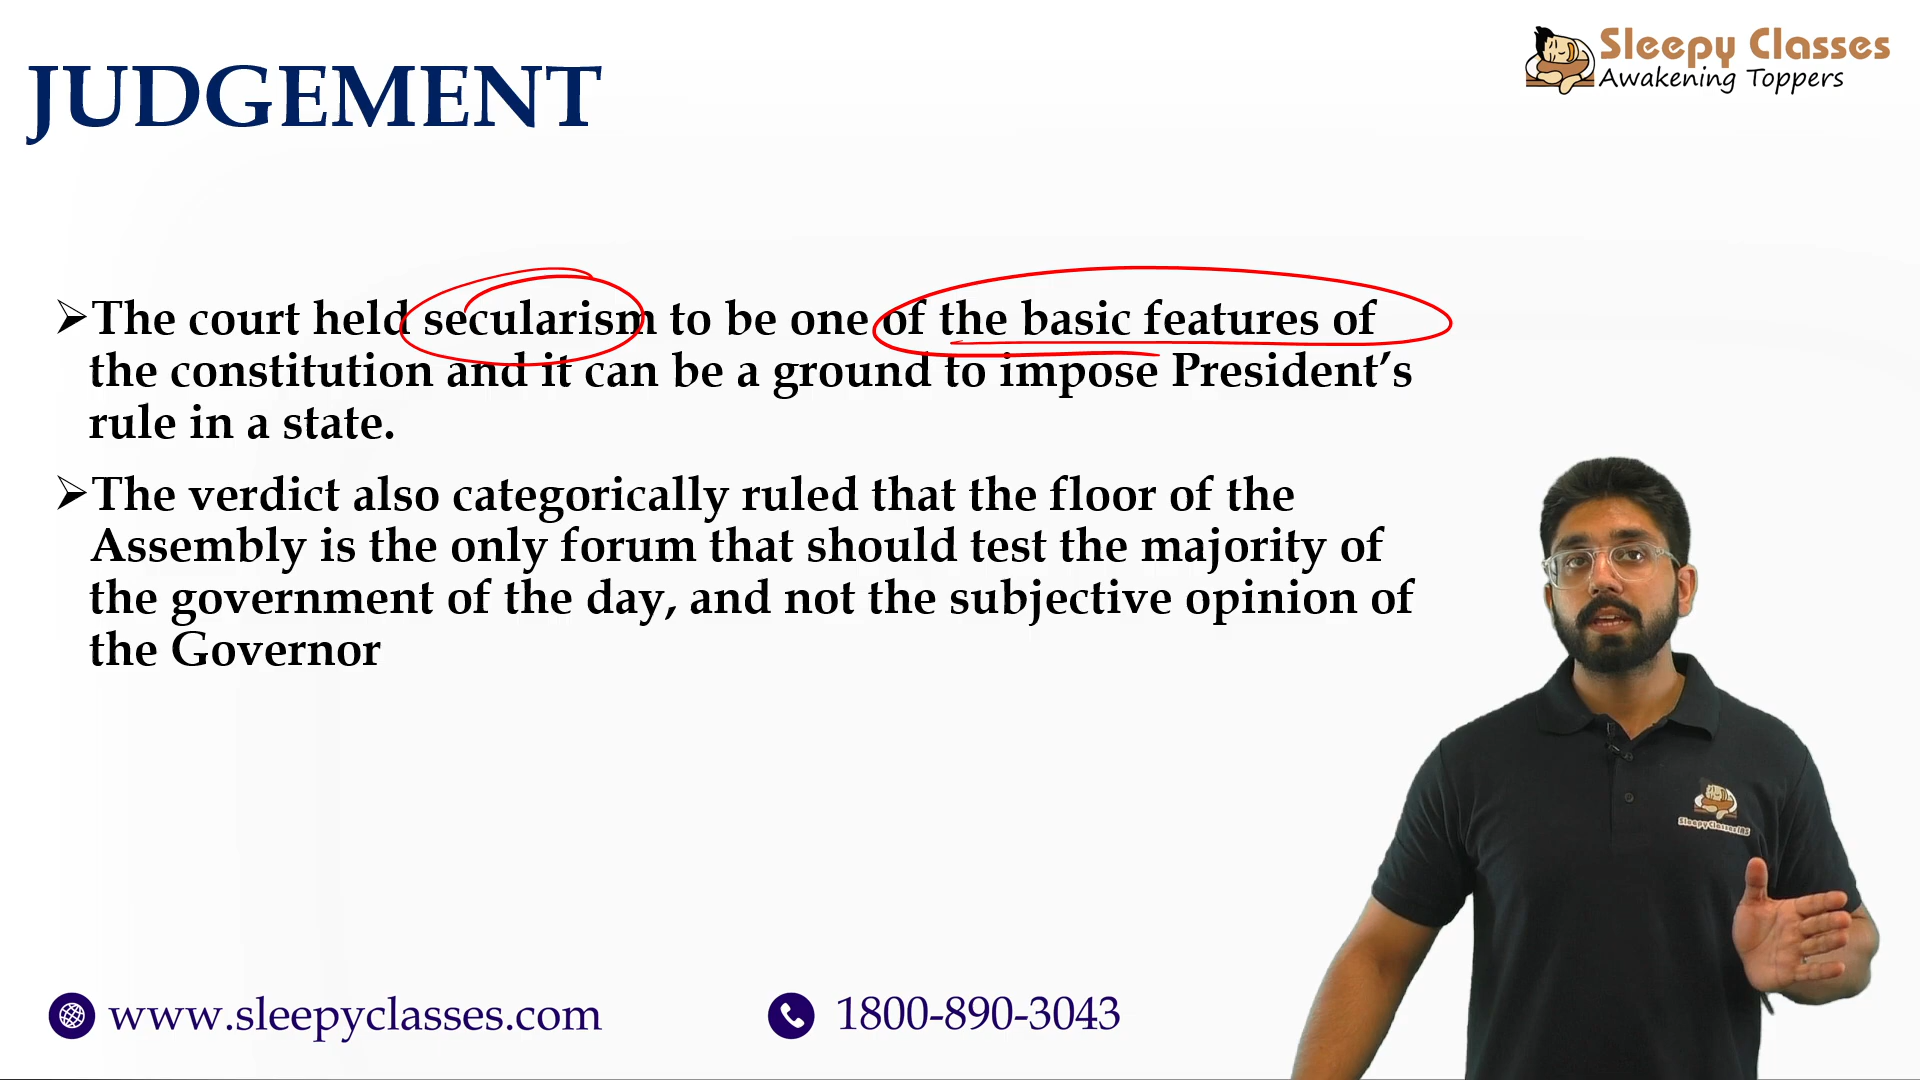 JUDGEMENT
Sleepy Classes
Awakening Toppers
➢The court held secularism to be one of the basic features of
the constitution and it can be a ground to impose President’s
rule in a state.
➢The verdict also categorically ruled that the floor of the
Assembly is the only forum that should test the majority of
the government of the day, and not the subjective opinion of
the Governor
Sleepy Classes IAS
www.sleepyclasses.com
1800-890-3043